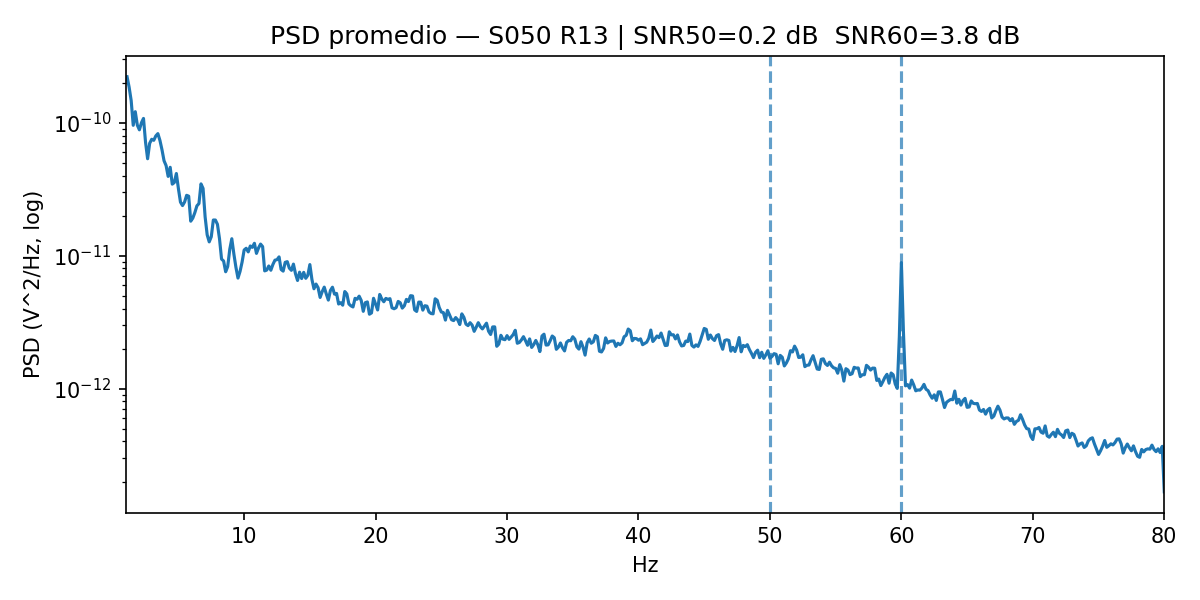 PSD promedio — S050 R13 | SNR50=0.2 dB  SNR60=3.8 dB
PSD (V^2/Hz, log)
10⁻¹⁰
10⁻¹¹
10⁻¹²
10 20 30 40 50 60 70 80
Hz